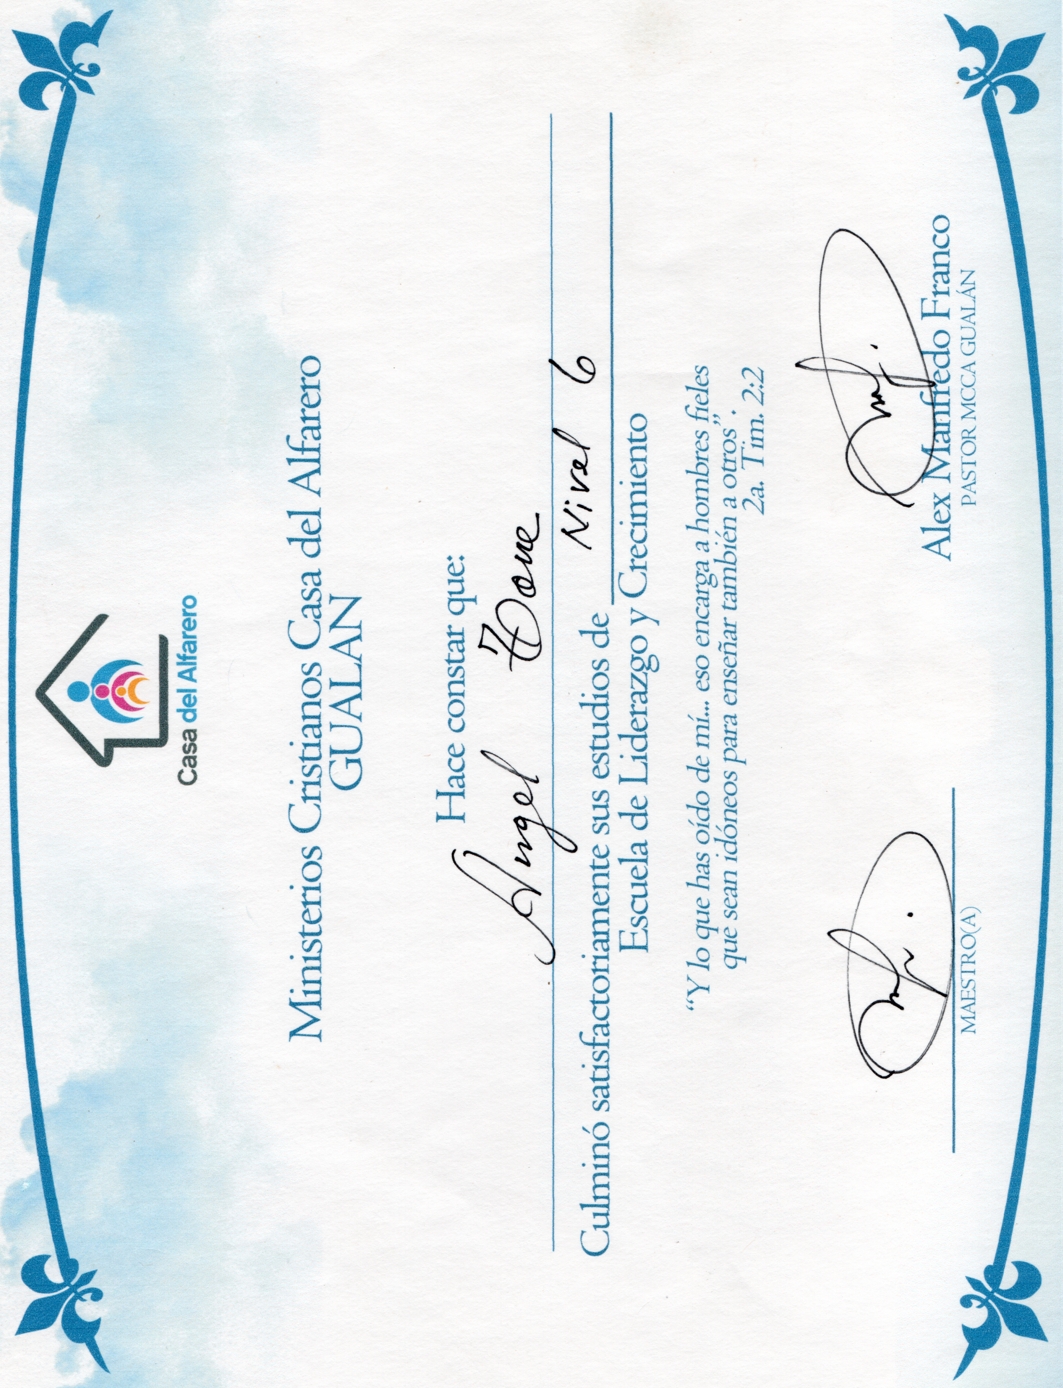 Casa del Alfarero
Ministerios Cristianos Casa del Alfarero
GUALÁN
Hace constar que:
Angel
Culminó satisfactoriamente sus estudios de Nivel 6
Escuela de Liderazgo y Crecimiento
“Y lo que has oído de mí... eso encarga a hombres fieles
que sean idóneos para enseñar también a otros”.
2a. Tim. 2:2
MAESTRO(A)
Alex Manfredo Franco
PASTOR MCCA GUALÁN